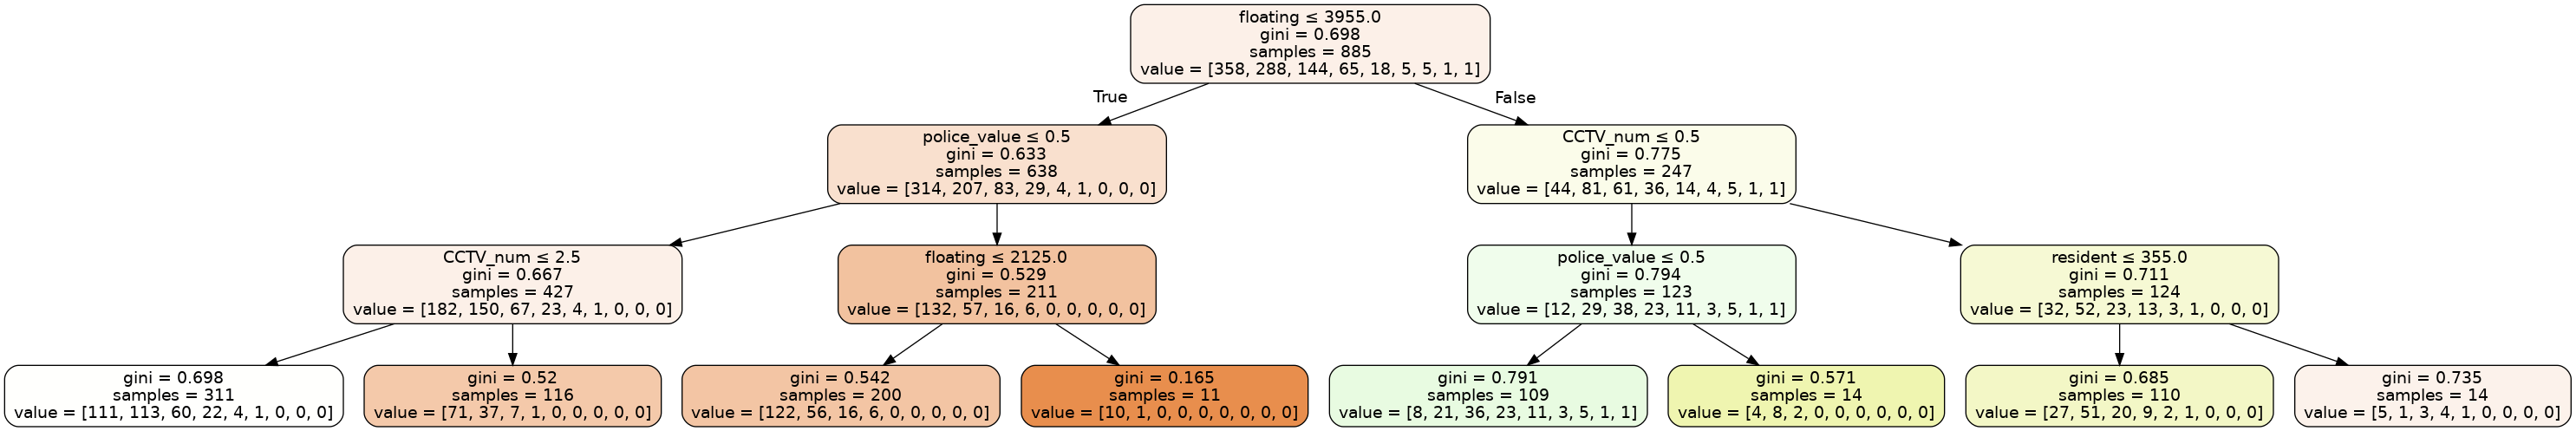 floating ≤ 3955.0
gini = 0.698
samples = 885
value = [358, 288, 144, 65, 18, 5, 5, 1, 1]
True
False
police_value ≤ 0.5
gini = 0.633
samples = 638
value = [314, 207, 83, 29, 4, 1, 0, 0, 0]
CCTV_num ≤ 0.5
gini = 0.775
samples = 247
value = [44, 81, 61, 36, 14, 4, 5, 1, 1]
CCTV_num ≤ 2.5
gini = 0.667
samples = 427
value = [182, 150, 67, 23, 4, 1, 0, 0, 0]
floating ≤ 2125.0
gini = 0.529
samples = 211
value = [132, 57, 16, 6, 0, 0, 0, 0, 0]
police_value ≤ 0.5
gini = 0.794
samples = 123
value = [12, 29, 38, 23, 11, 3, 5, 1, 1]
resident ≤ 355.0
gini = 0.711
samples = 124
value = [32, 52, 23, 13, 3, 1, 0, 0, 0]
gini = 0.698
samples = 311
value = [111, 113, 60, 22, 4, 1, 0, 0, 0]
gini = 0.52
samples = 116
value = [71, 37, 7, 1, 0, 0, 0, 0, 0]
gini = 0.542
samples = 200
value = [122, 56, 16, 6, 0, 0, 0, 0, 0]
gini = 0.165
samples = 11
value = [10, 1, 0, 0, 0, 0, 0, 0, 0]
gini = 0.791
samples = 109
value = [8, 21, 36, 23, 11, 3, 5, 1, 1]
gini = 0.571
samples = 14
value = [4, 8, 2, 0, 0, 0, 0, 0, 0]
gini = 0.685
samples = 110
value = [27, 51, 20, 9, 2, 1, 0, 0, 0]
gini = 0.735
samples = 14
value = [5, 1, 3, 4, 1, 0, 0, 0, 0]